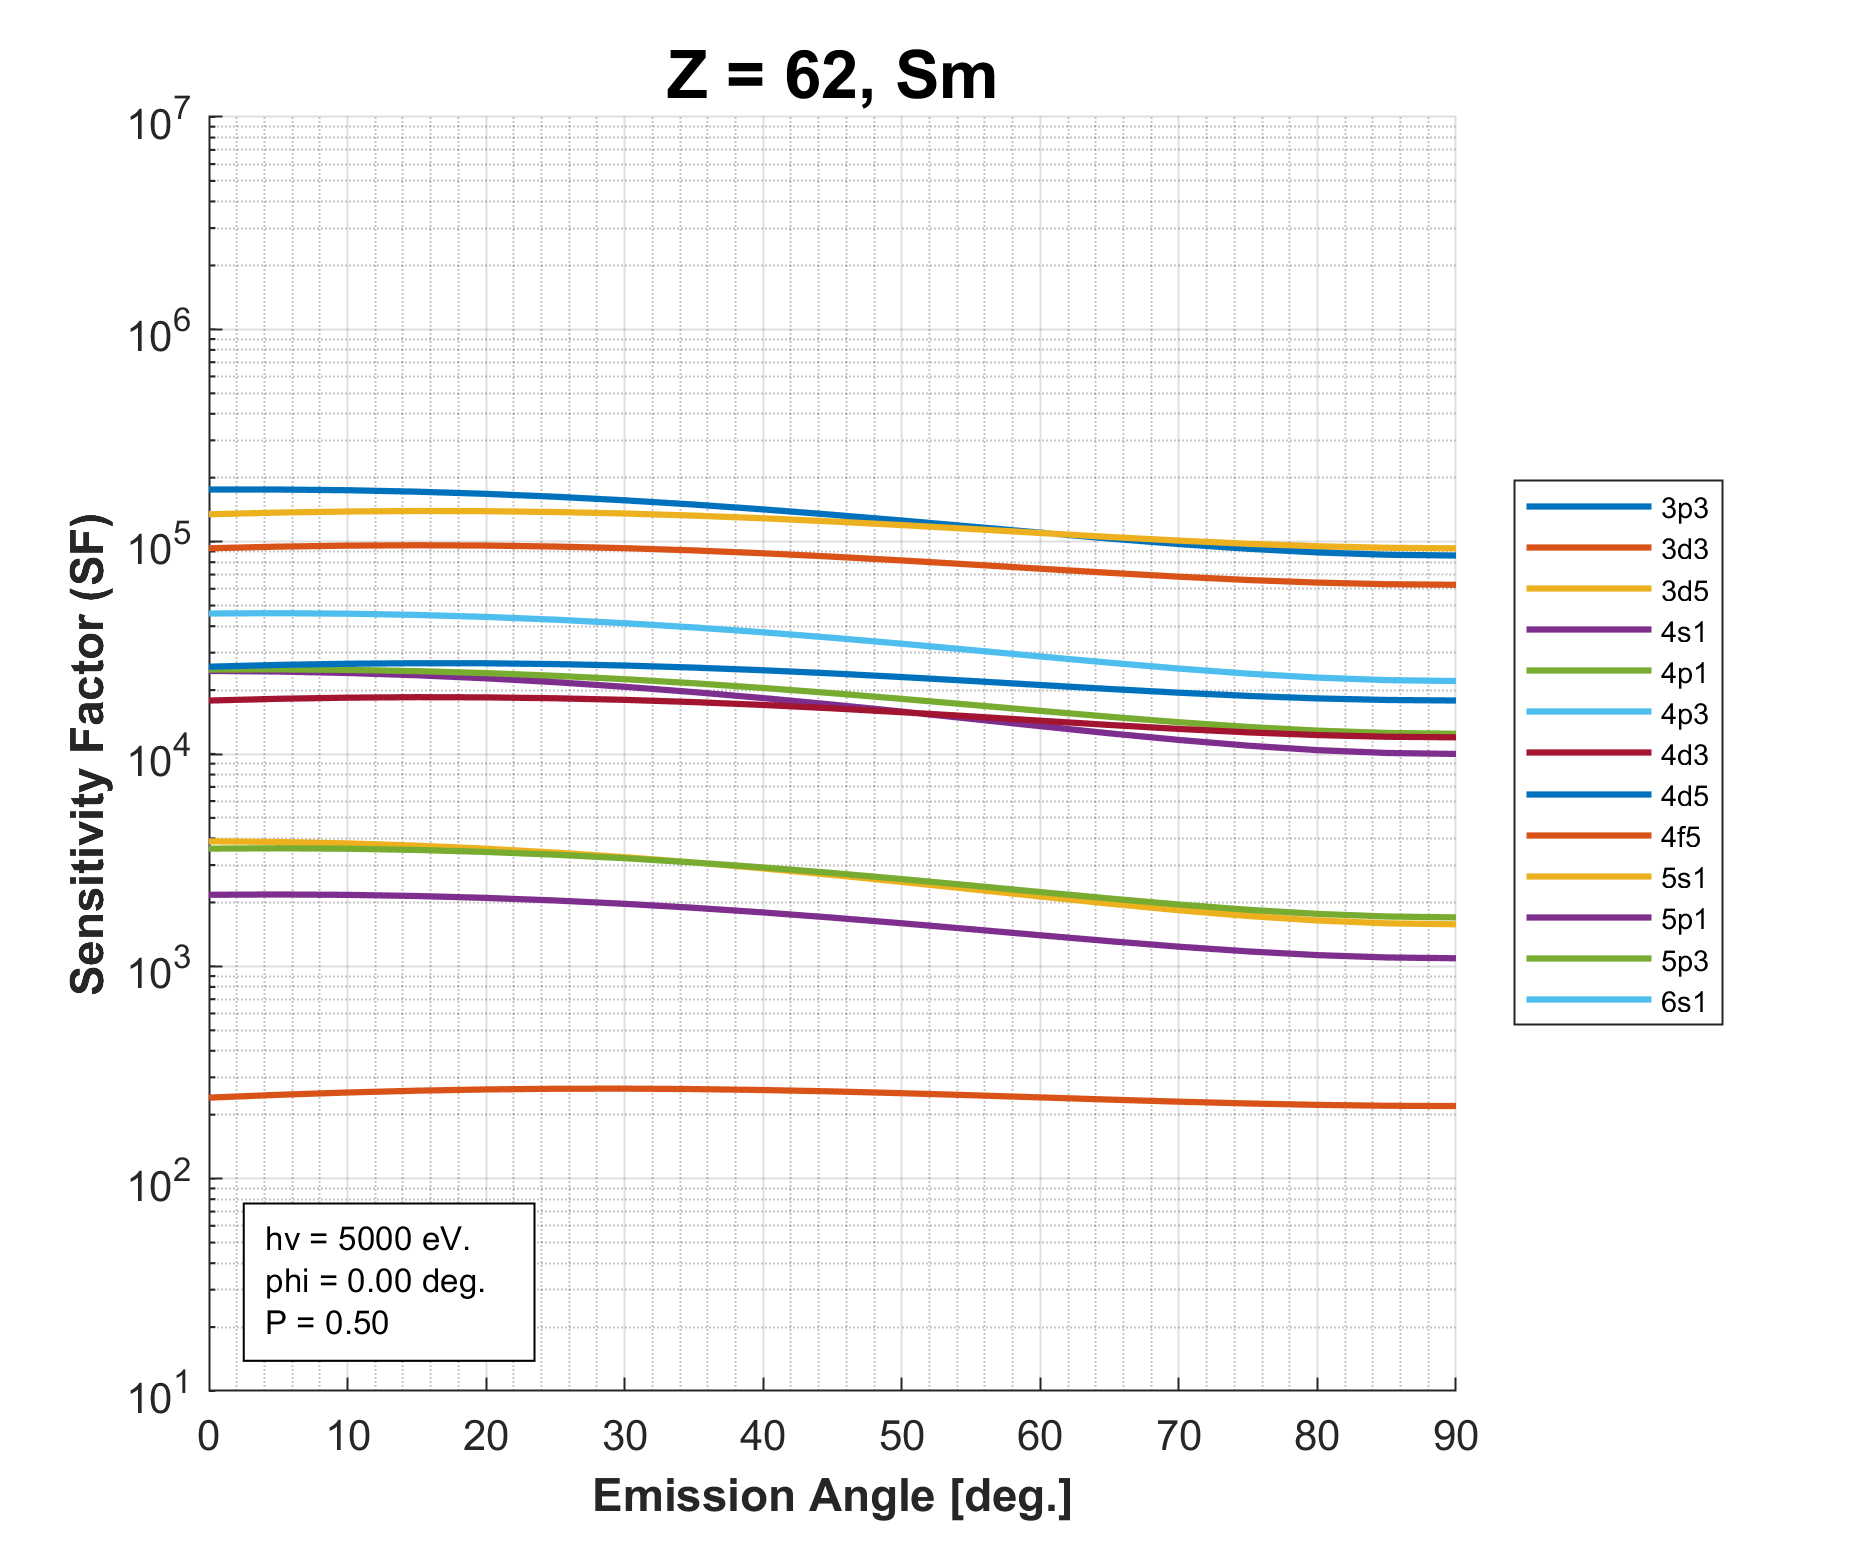 Z = 62, Sm
10^7
10^6
10^5
10^4
10^3
10^2
10^1
Sensitivity Factor (SF)
3p3
3d3
3d5
4s1
4p1
4p3
4d3
4d5
4f5
5s1
5p1
5p3
6s1
hv = 5000 eV.
phi = 0.00 deg.
P = 0.50
0 10 20 30 40 50 60 70 80 90
Emission Angle [deg.]